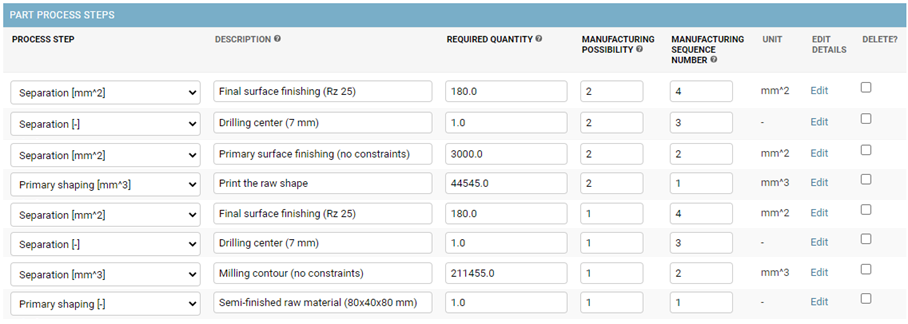 PART PROCESS STEPS
PROCESS STEP DESCRIPTION ? REQUIRED QUANTITY ? MANUFACTURING POSSIBILITY ? MANUFACTURING SEQUENCE NUMBER ? UNIT EDIT DETAILS DELETE?
Separation [mm^2] Final surface finishing (Rz 25) 180.0 2 4 mm^2 Edit
Separation [-] Drilling center (7 mm) 1.0 2 3 - Edit
Separation [mm^2] Primary surface finishing (no constraints) 3000.0 2 2 mm^2 Edit
Primary shaping [mm^3] Print the raw shape 44545.0 2 1 mm^3 Edit
Separation [mm^2] Final surface finishing (Rz 25) 180.0 1 4 mm^2 Edit
Separation [-] Drilling center (7 mm) 1.0 1 3 - Edit
Separation [mm^3] Milling contour (no constraints) 211455.0 1 2 mm^3 Edit
Primary shaping [-] Semi-finished raw material (80x40x80 mm) 1.0 1 1 - Edit